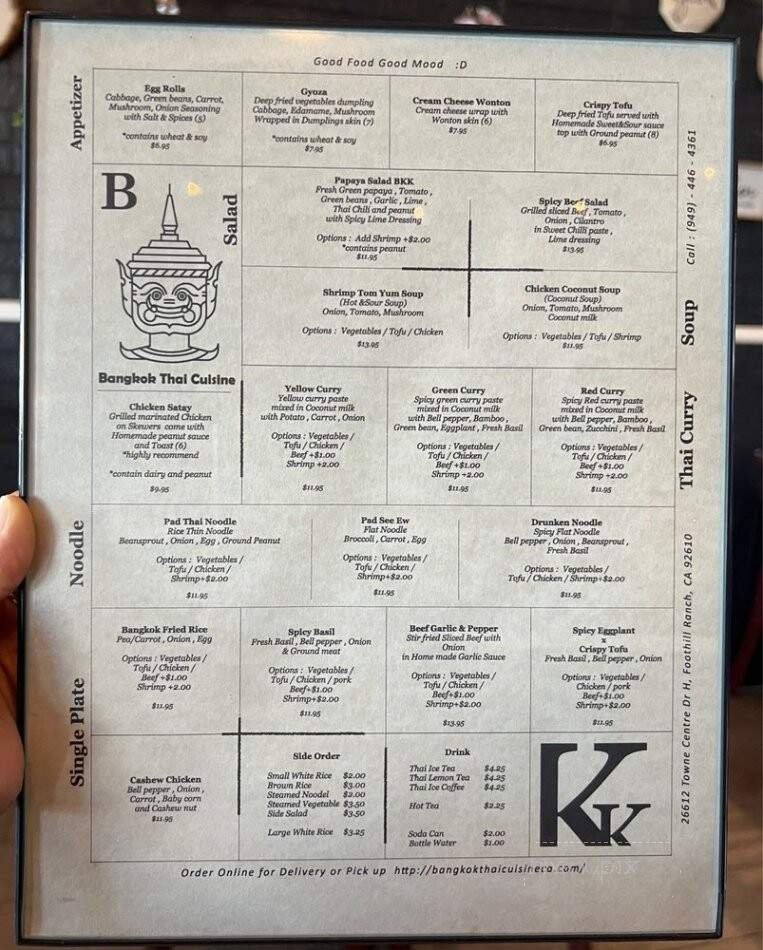 Good Food Good Mood :D
Appetizer
Egg Rolls
Cabbage, Green beans, Carrot,
Mushroom, Onion Seasoning
with Salt & Spices (5)
*contains wheat & soy
$6.95
Gyoza
Deep fried vegetables dumpling
Cabbage, Edamame, Mushroom
Wrapped in Dumplings skin (7)
*contains wheat & soy
$7.95
Cream Cheese Wonton
Cream cheese wrap with
Wonton skin (6)
$7.95
Crispy Tofu
Deep fried Tofu served with
Homemade Sweet&Sour sauce
top with Ground peanut (8)
$6.95
B
Bangkok Thai Cuisine
Salad
Papaya Salad BKK
Fresh Green papaya , Tomato ,
Green beans , Garlic , Lime ,
Thai Chili and peanut
with Spicy Lime Dressing
Options : Add Shrimp +$2.00
*contains peanut
$11.95
Spicy Beef Salad
Grilled sliced Beef , Tomato ,
Onion , Cilantro
in Sweet Chilli paste ,
Lime dressing
$13.95
Call : (949) - 446 - 4361
Soup
Shrimp Tom Yum Soup
(Hot &Sour Soup)
Onion, Tomato, Mushroom
Options : Vegetables / Tofu / Chicken
$13.95
Chicken Coconut Soup
(Coconut Soup)
Onion, Tomato, Mushroom
Coconut milk
Options : Vegetables / Tofu / Shrimp
$11.95
Chicken Satay
Grilled marinated Chicken
on Skewers come with
Homemade peanut sauce
and Toast (6)
*highly recommend
*contain dairy and peanut
$9.95
Thai Curry
Yellow Curry
Yellow curry paste
mixed in Coconut milk
with Potato , Carrot , Onion
Options : Vegetables /
Tofu / Chicken /
Beef +$1.00
Shrimp +2.00
$11.95
Green Curry
Spicy green curry paste
mixed in Coconut milk
with Bell pepper, Bamboo ,
Green bean, Eggplant , Fresh Basil
Options : Vegetables /
Tofu / Chicken /
Beef +$1.00
Shrimp +$2.00
$11.95
Red Curry
Spicy Red curry paste
mixed in Coconut milk
with Bell pepper, Bamboo ,
Green bean, Zucchini , Fresh Basil
Options : Vegetables /
Tofu / Chicken /
Beef +$1.00
Shrimp +$2.00
$11.95
Noodle
Pad Thai Noodle
Rice Thin Noodle
Beansprout , Onion , Egg , Ground Peanut
Options : Vegetables /
Tofu / Chicken /
Shrimp+$2.00
$11.95
Pad See Ew
Flat Noodle
Broccoli , Carrot , Egg
Options : Vegetables /
Tofu / Chicken /
Shrimp+$2.00
$11.95
Drunken Noodle
Spicy Flat Noodle
Bell pepper , Onion , Beansprout ,
Fresh Basil
Options : Vegetables /
Tofu / Chicken / Shrimp+$2.00
$11.95
Single Plate
Bangkok Fried Rice
Pea/Carrot , Onion , Egg
Options : Vegetables /
Tofu / Chicken /
Beef +$1.00
Shrimp +2.00
$11.95
Spicy Basil
Fresh Basil , Bell pepper , Onion
& Ground meat
Options : Vegetables /
Tofu / Chicken / pork
Beef+$1.00
Shrimp+$2.00
$11.95
Beef Garlic & Pepper
Stir fried Sliced Beef with
Onion
in Home made Garlic Sauce
Options : Vegetables /
Tofu / Chicken /
Beef+$1.00
Shrimp+$2.00
$13.95
Spicy Eggplant
x
Crispy Tofu
Fresh Basil , Bell pepper , Onion
Options : Vegetables /
Chicken / pork
Beef+$1.00
Shrimp+$2.00
$11.95
Cashew Chicken
Bell pepper , Onion ,
Carrot , Baby corn
and Cashew nut
$11.95
Side Order
Small White Rice $2.00
Brown Rice $3.00
Steamed Noodel $2.00
Steamed Vegetable $3.50
Side Salad $3.50
Large White Rice $3.25
Drink
Thai Ice Tea $4.25
Thai Lemon Tea $4.25
Thai Ice Coffee $4.25
Hot Tea $2.25
Soda Can $2.00
Bottle Water $1.00
KK
26612 Towne Centre Dr H, Foothill Ranch, CA 92610
Order Online for Delivery or Pick up http://bangkokthaicuisineca.com/